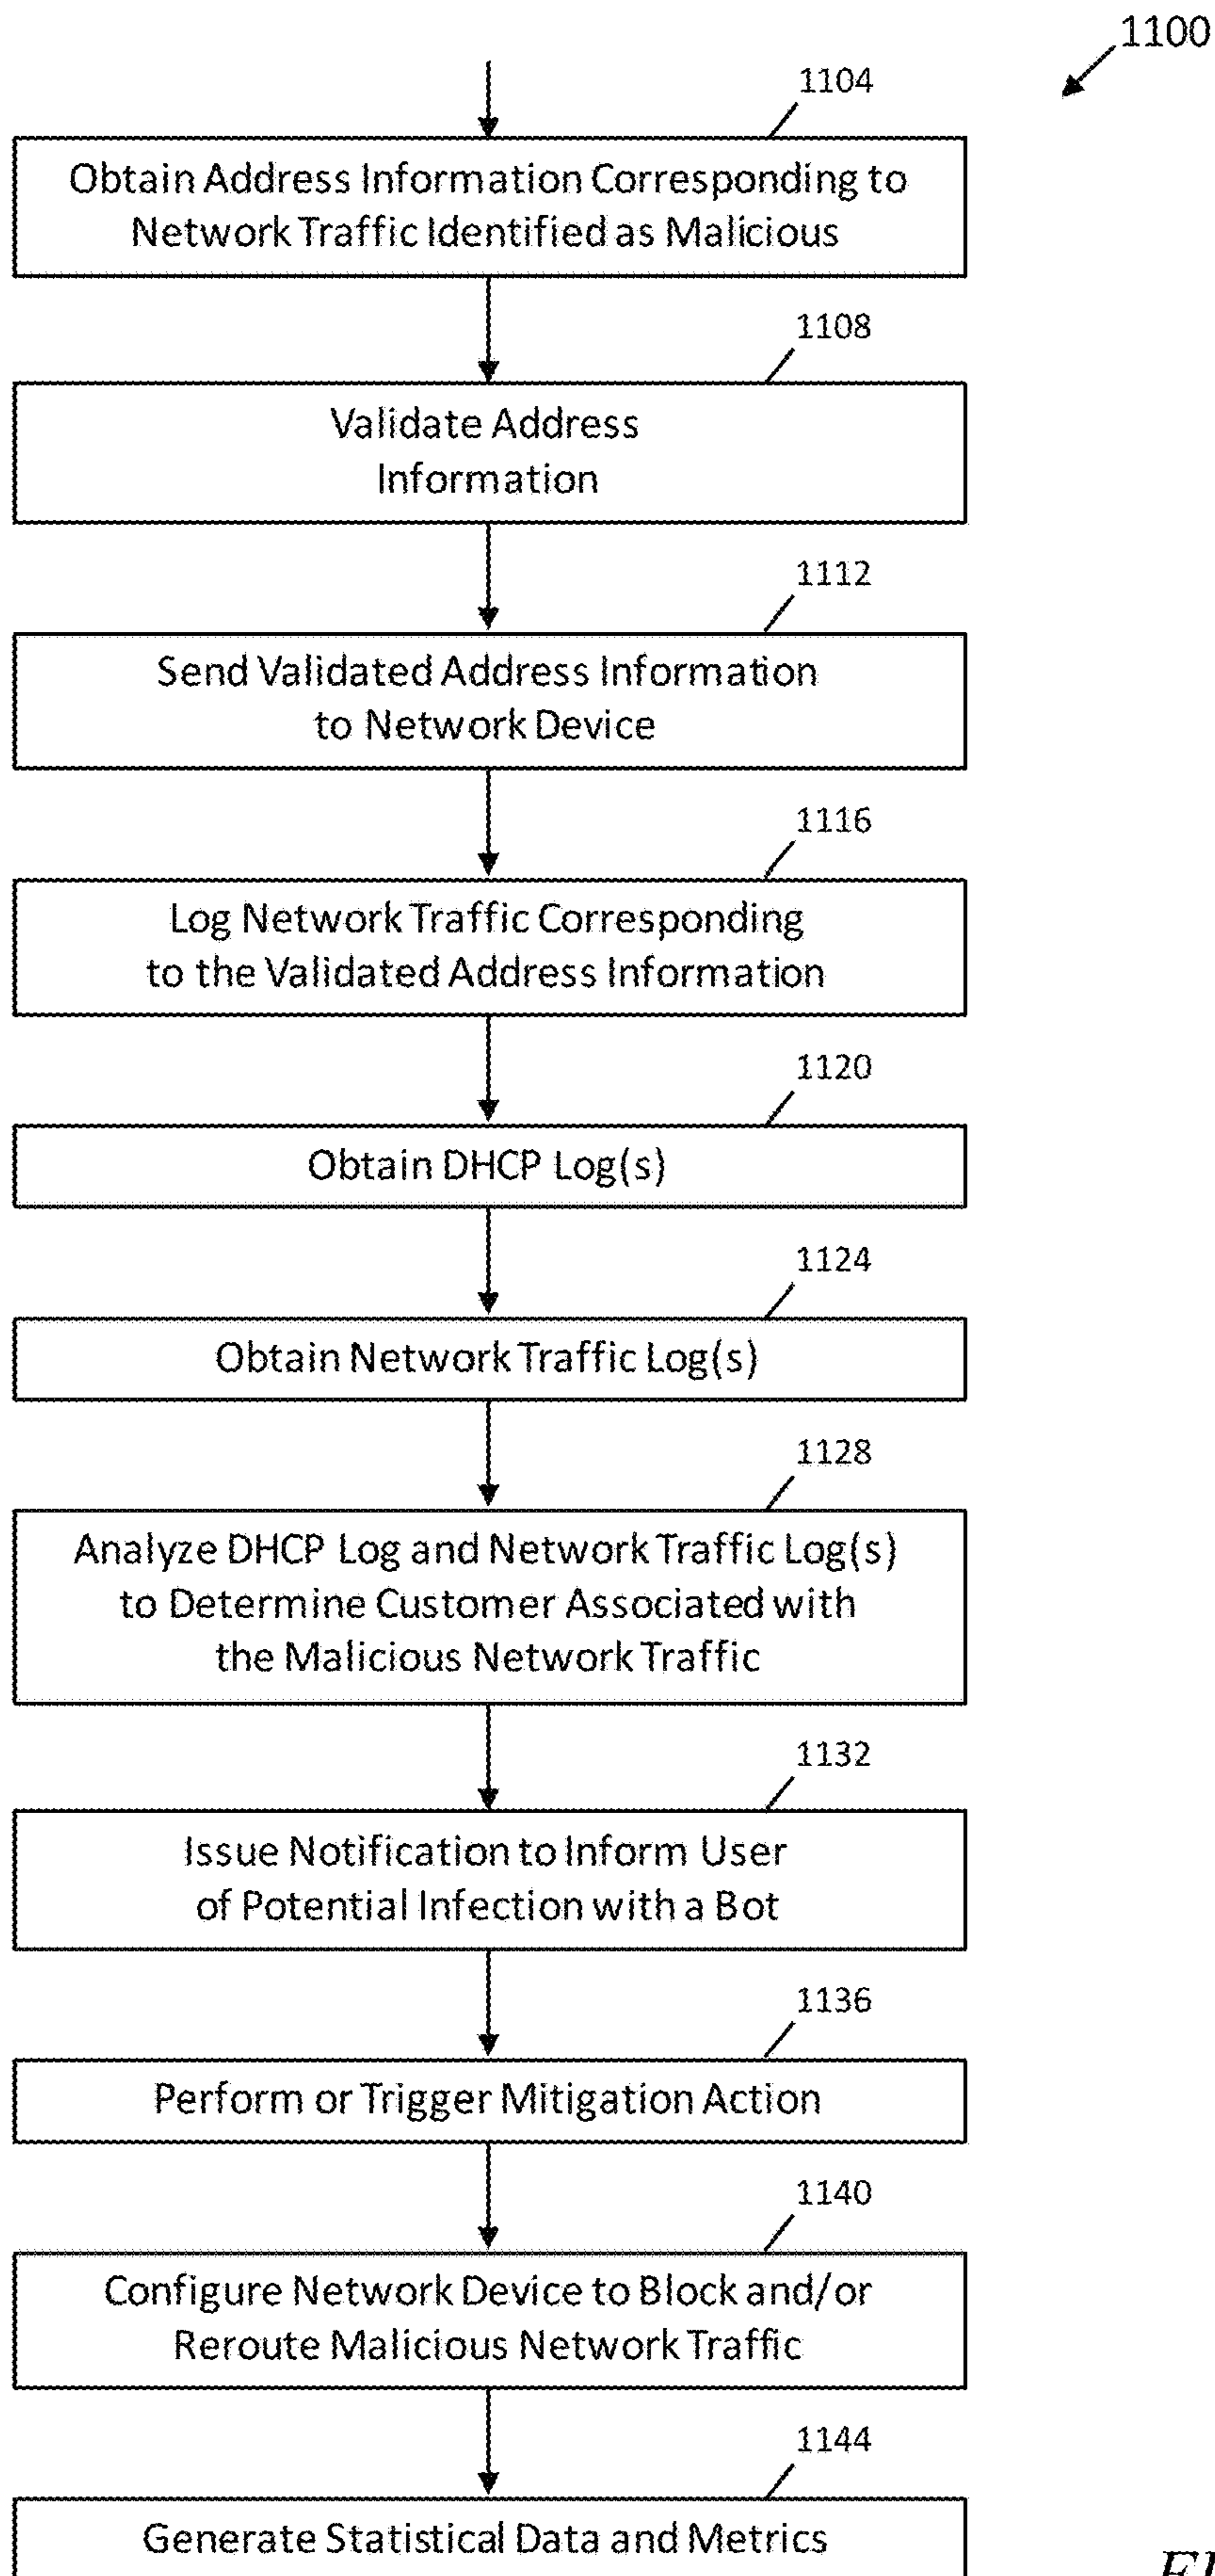 1100
1104
Obtain Address Information Corresponding to
Network Traffic Identified as Malicious
1108
Validate Address
Information
1112
Send Validated Address Information
to Network Device
1116
Log Network Traffic Corresponding
to the Validated Address Information
1120
Obtain DHCP Log(s)
1124
Obtain Network Traffic Log(s)
1128
Analyze DHCP Log and Network Traffic Log(s)
to Determine Customer Associated with
the Malicious Network Traffic
1132
Issue Notification to Inform User
of Potential Infection with a Bot
1136
Perform or Trigger Mitigation Action
1140
Configure Network Device to Block and/or
Reroute Malicious Network Traffic
1144
Generate Statistical Data and Metrics